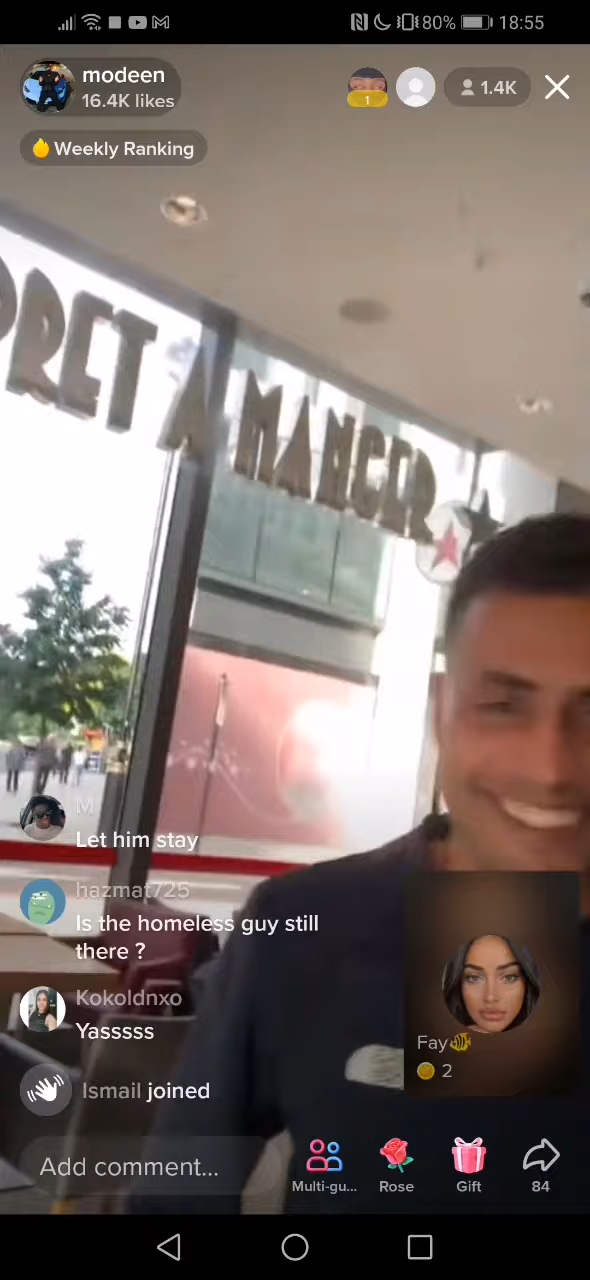 80%
18:55
modeen
16.4K likes
1
1.4K
Weekly Ranking
PRET A MANGER
M
Let him stay
hazmat725
Is the homeless guy still
there ?
Kokoldnxo
Yasssss
Ismail joined
Fay
2
Add comment...
Multi-gu...
Rose
Gift
84